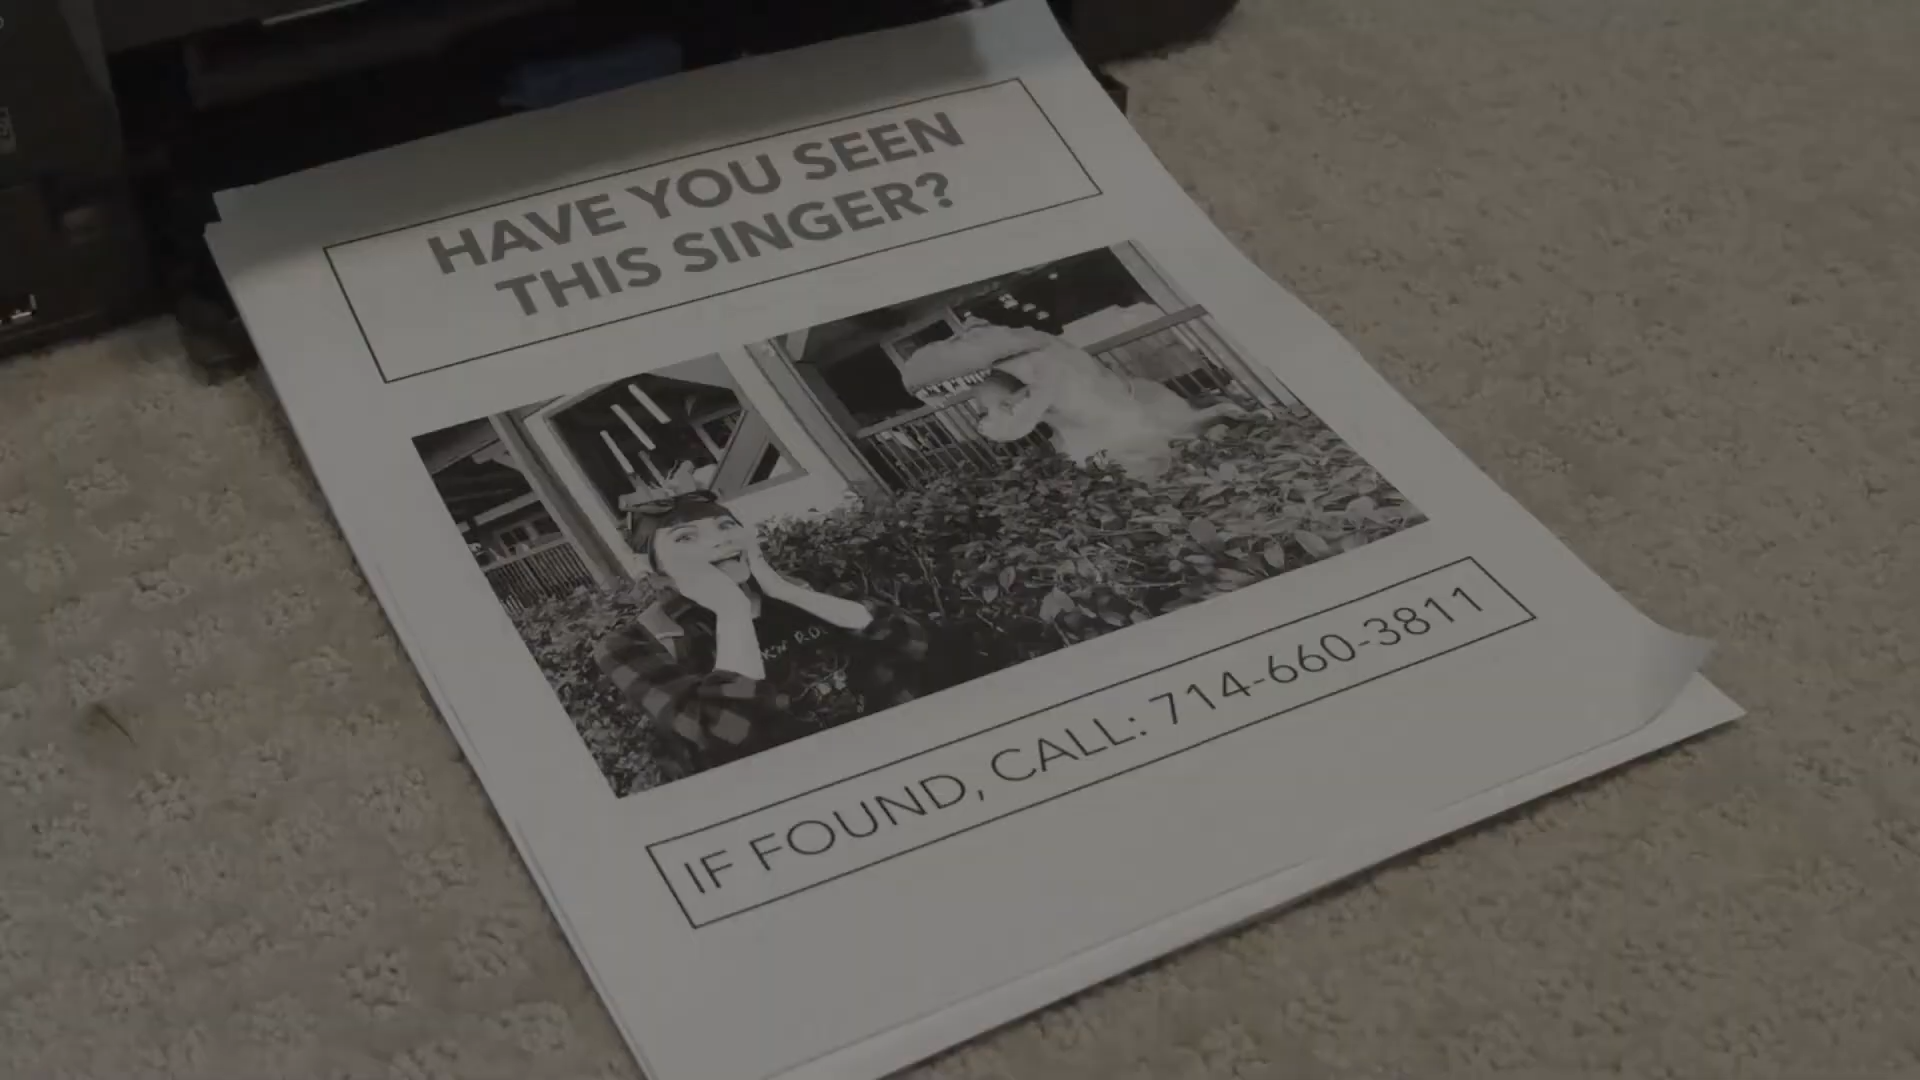 HAVE YOU SEEN
THIS SINGER?
IF FOUND, CALL: 714-660-3811